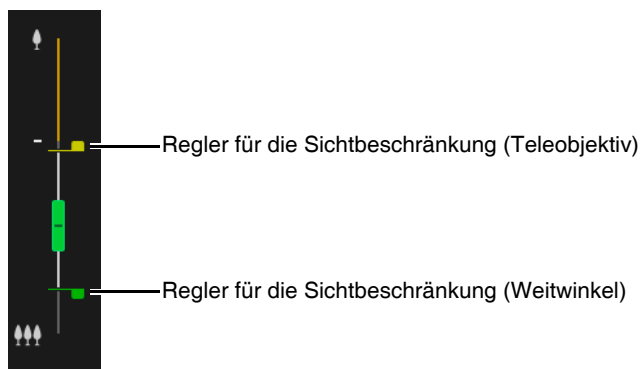 Regler für die Sichtbeschränkung (Teleobjektiv)
Regler für die Sichtbeschränkung (Weitwinkel)